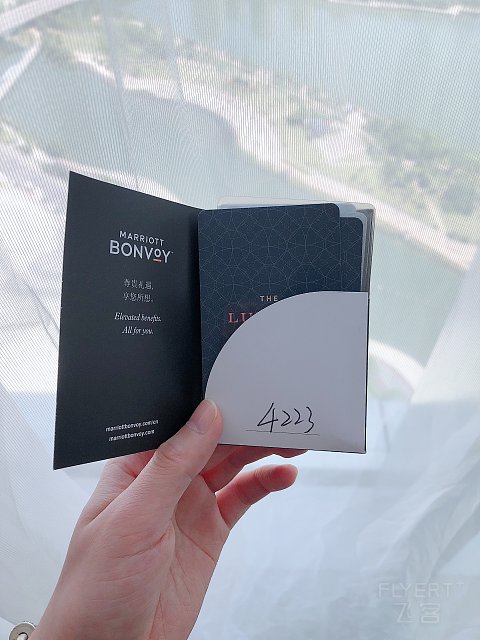 MARRIOTT
BONVOY
尊贵礼遇,
享您所想。
Elevated benefits.
All for you.
marriottbonvoy.com/cn
marriottbonvoy.com
THE
LU
4223
FLYERT
飞客